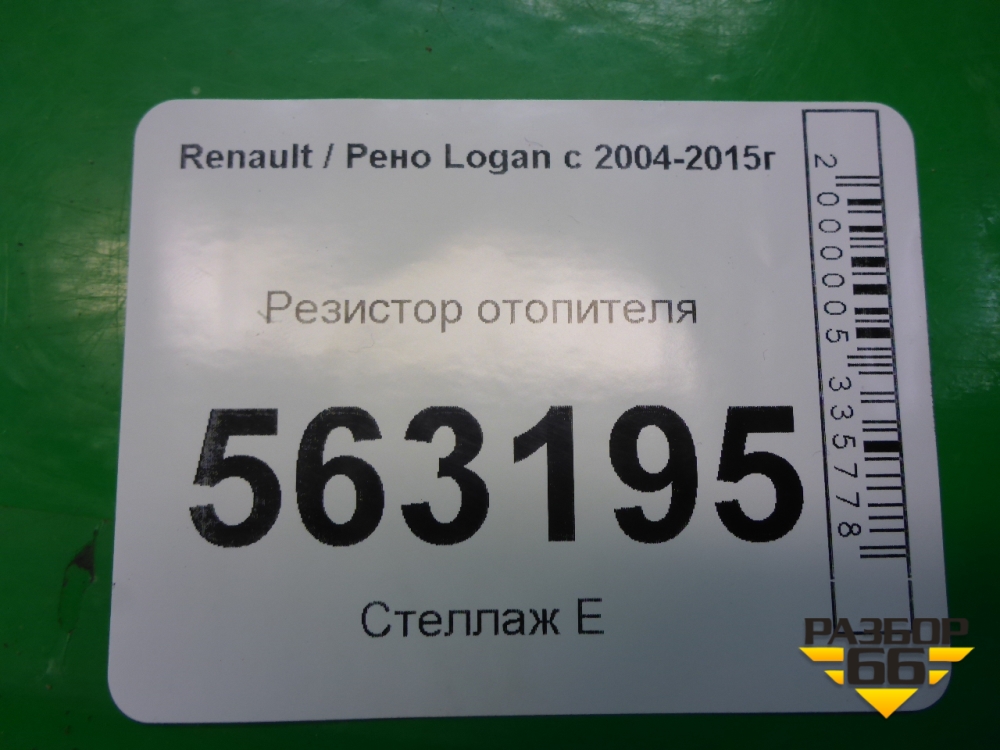 Renault / Рено Logan с 2004-2015г
Резистор отопителя
563195
Стеллаж Е
2000005335778
РАЗБОР
66